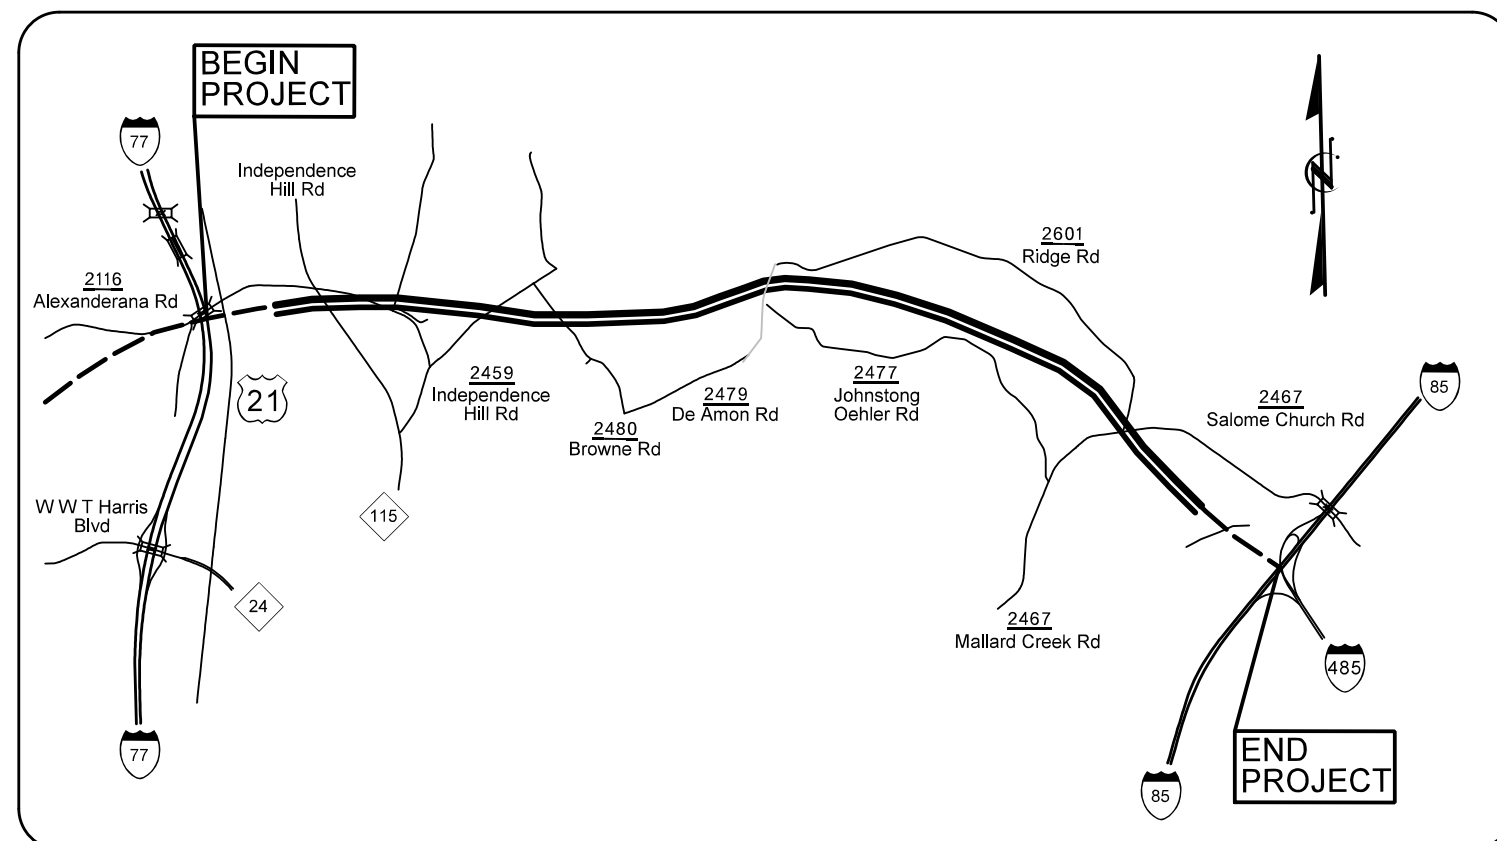 BEGIN
PROJECT
77
Independence
Hill Rd
N
2601
Ridge Rd
2116
Alexanderana Rd
21
2459
Independence
Hill Rd
2480
Browne Rd
2479
De Amon Rd
2477
Johnstong
Oehler Rd
2467
Salome Church Rd
85
W W T Harris
Blvd
115
24
2467
Mallard Creek Rd
485
77
85
END
PROJECT